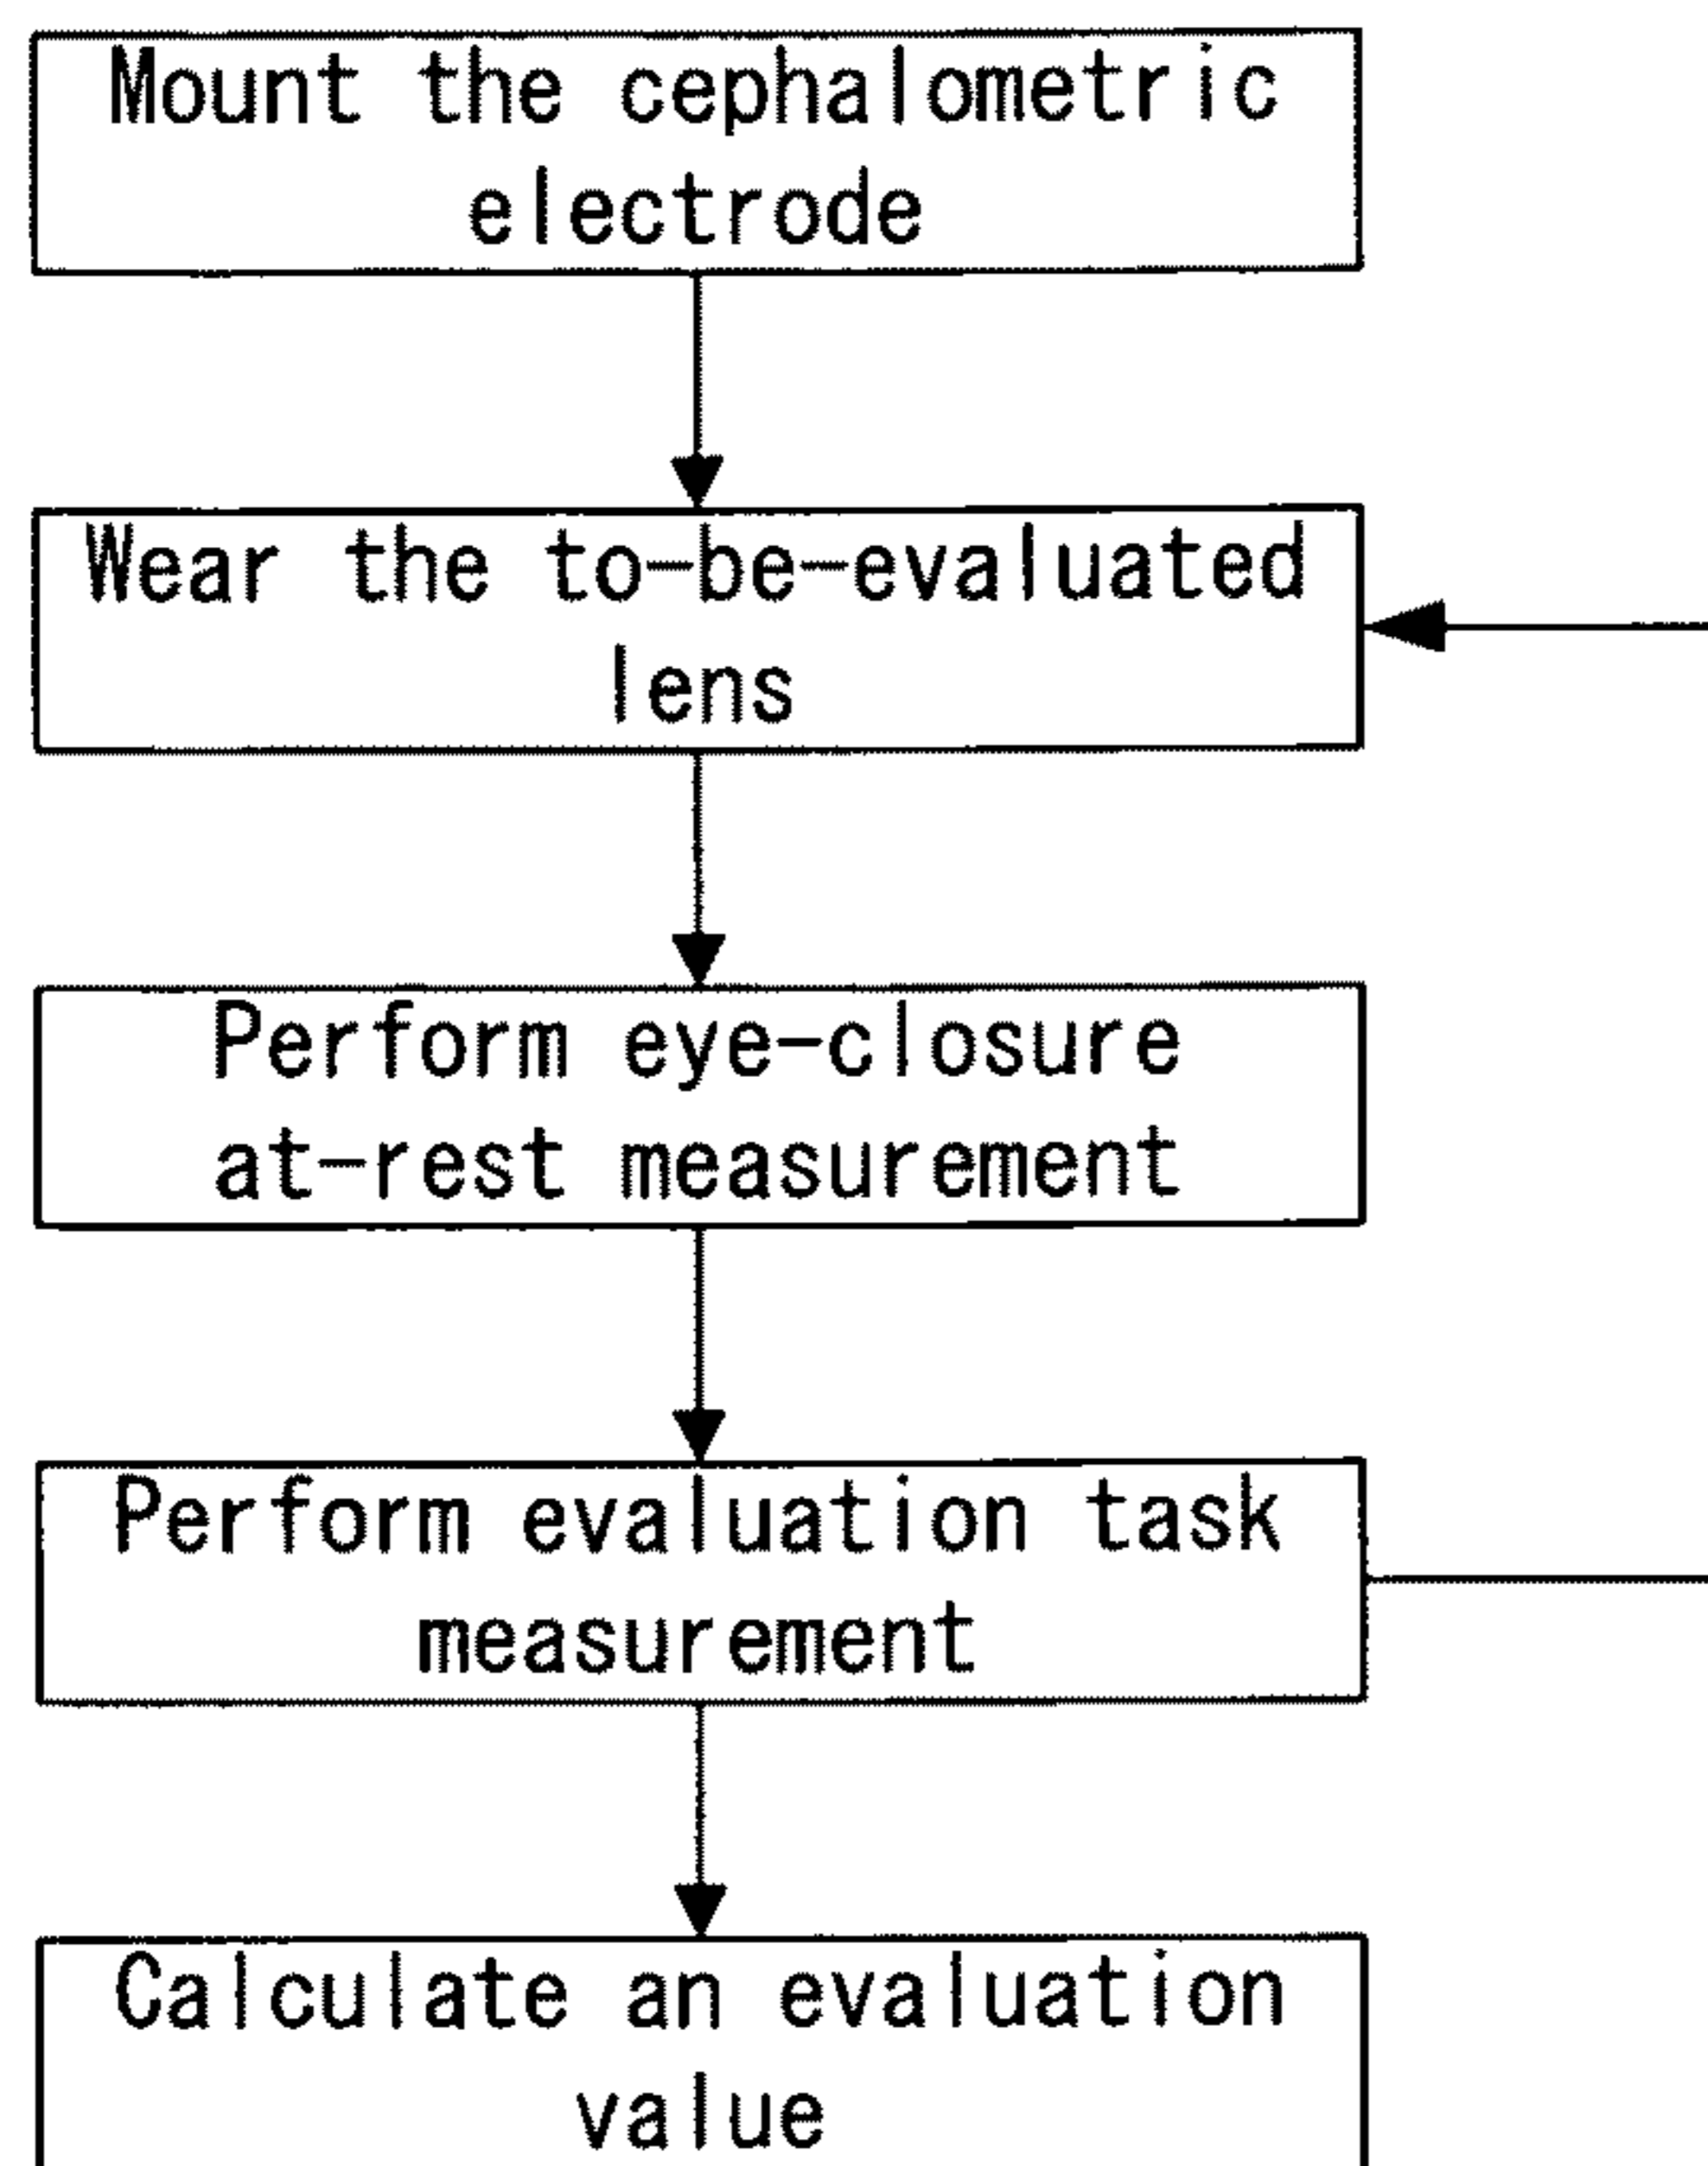 Mount the cephalometric
electrode
Wear the to-be-evaluated
lens
Perform eye-closure
at-rest measurement
Perform evaluation task
measurement
Calculate an evaluation
value